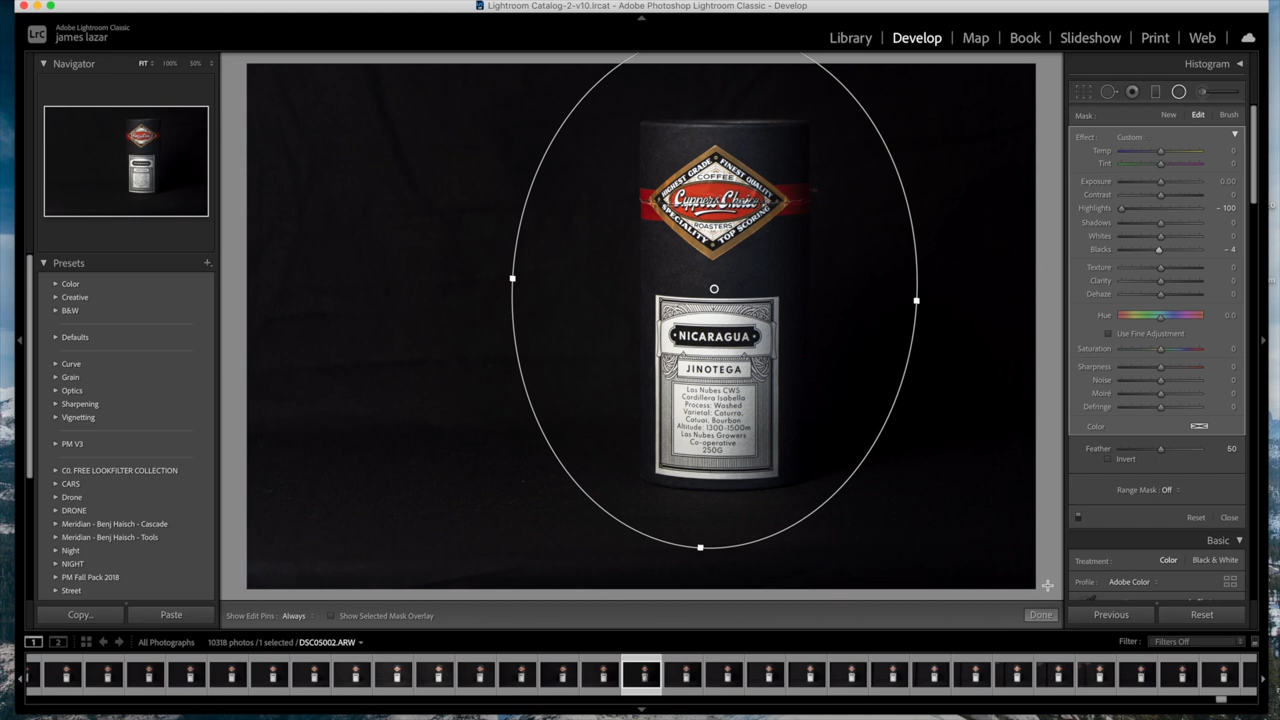 Lightroom Catalog-2-v10.lrcat - Adobe Photoshop Lightroom Classic - Develop
LrC
Adobe Lightroom Classic
james lazar
Library | Develop | Map | Book | Slideshow | Print | Web
Navigator
FIT 100% 50%
Presets
Color
Creative
B&W
Defaults
Curve
Grain
Optics
Sharpening
Vignetting
PM V3
C0. FREE LOOKFILTER COLLECTION
CARS
Drone
DRONE
Meridian - Benj Haisch - Cascade
Meridian - Benj Haisch - Tools
Night
NIGHT
PM Fall Pack 2018
Street
Copy...
Paste
HIGHEST GRADE
FINEST QUALITY
COFFEE
Cuppers Choice
ROASTERS
SPECIALITY
TOP SCORING
NICARAGUA
JINOTEGA
Las Nubes CWS
Cordillera Isabella
Process: Washed
Varietal: Caturra,
Catuai, Bourbon
Altitude: 1300-1500m
Las Nubes Growers
Co-operative
250G
Show Edit Pins: Always
Show Selected Mask Overlay
Done
Histogram
Mask: New Edit Brush
Effect: Custom
Temp 0
Tint 0
Exposure 0.00
Contrast 0
Highlights - 100
Shadows 0
Whites 0
Blacks - 4
Texture 0
Clarity 0
Dehaze 0
Hue 0.0
Use Fine Adjustment
Saturation 0
Sharpness 0
Noise 0
Moiré 0
Defringe 0
Color
Feather 50
Invert
Range Mask: Off
Reset Close
Basic
Treatment: Color Black & White
Profile: Adobe Color
Previous
Reset
1 2 All Photographs 10318 photos / 1 selected / DSC05002.ARW
Filter: Filters Off